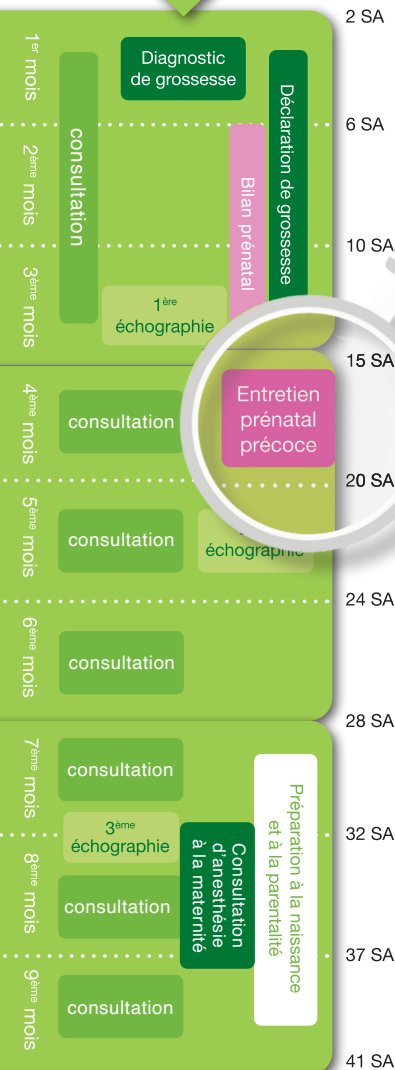 2 SA
1er mois
Diagnostic
de grossesse
Déclaration de grossesse
consultation
6 SA
2ème mois
Bilan prénatal
10 SA
3ème mois
1ère
échographie
15 SA
4ème mois
consultation
Entretien
prénatal
précoce
20 SA
5ème mois
consultation
échographie
24 SA
6ème mois
consultation
28 SA
7ème mois
consultation
Préparation à la naissance
et à la parentalité
3ème
échographie
32 SA
Consultation
d'anesthésie
à la maternité
8ème mois
consultation
37 SA
9ème mois
consultation
41 SA